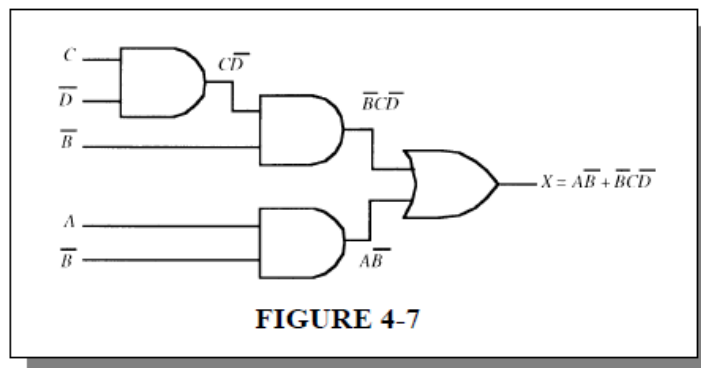 C
CD̅
D̅
B̅CD̅
B̅
X = AB̅ + B̅CD̅
A
B̅
AB̅
FIGURE 4-7